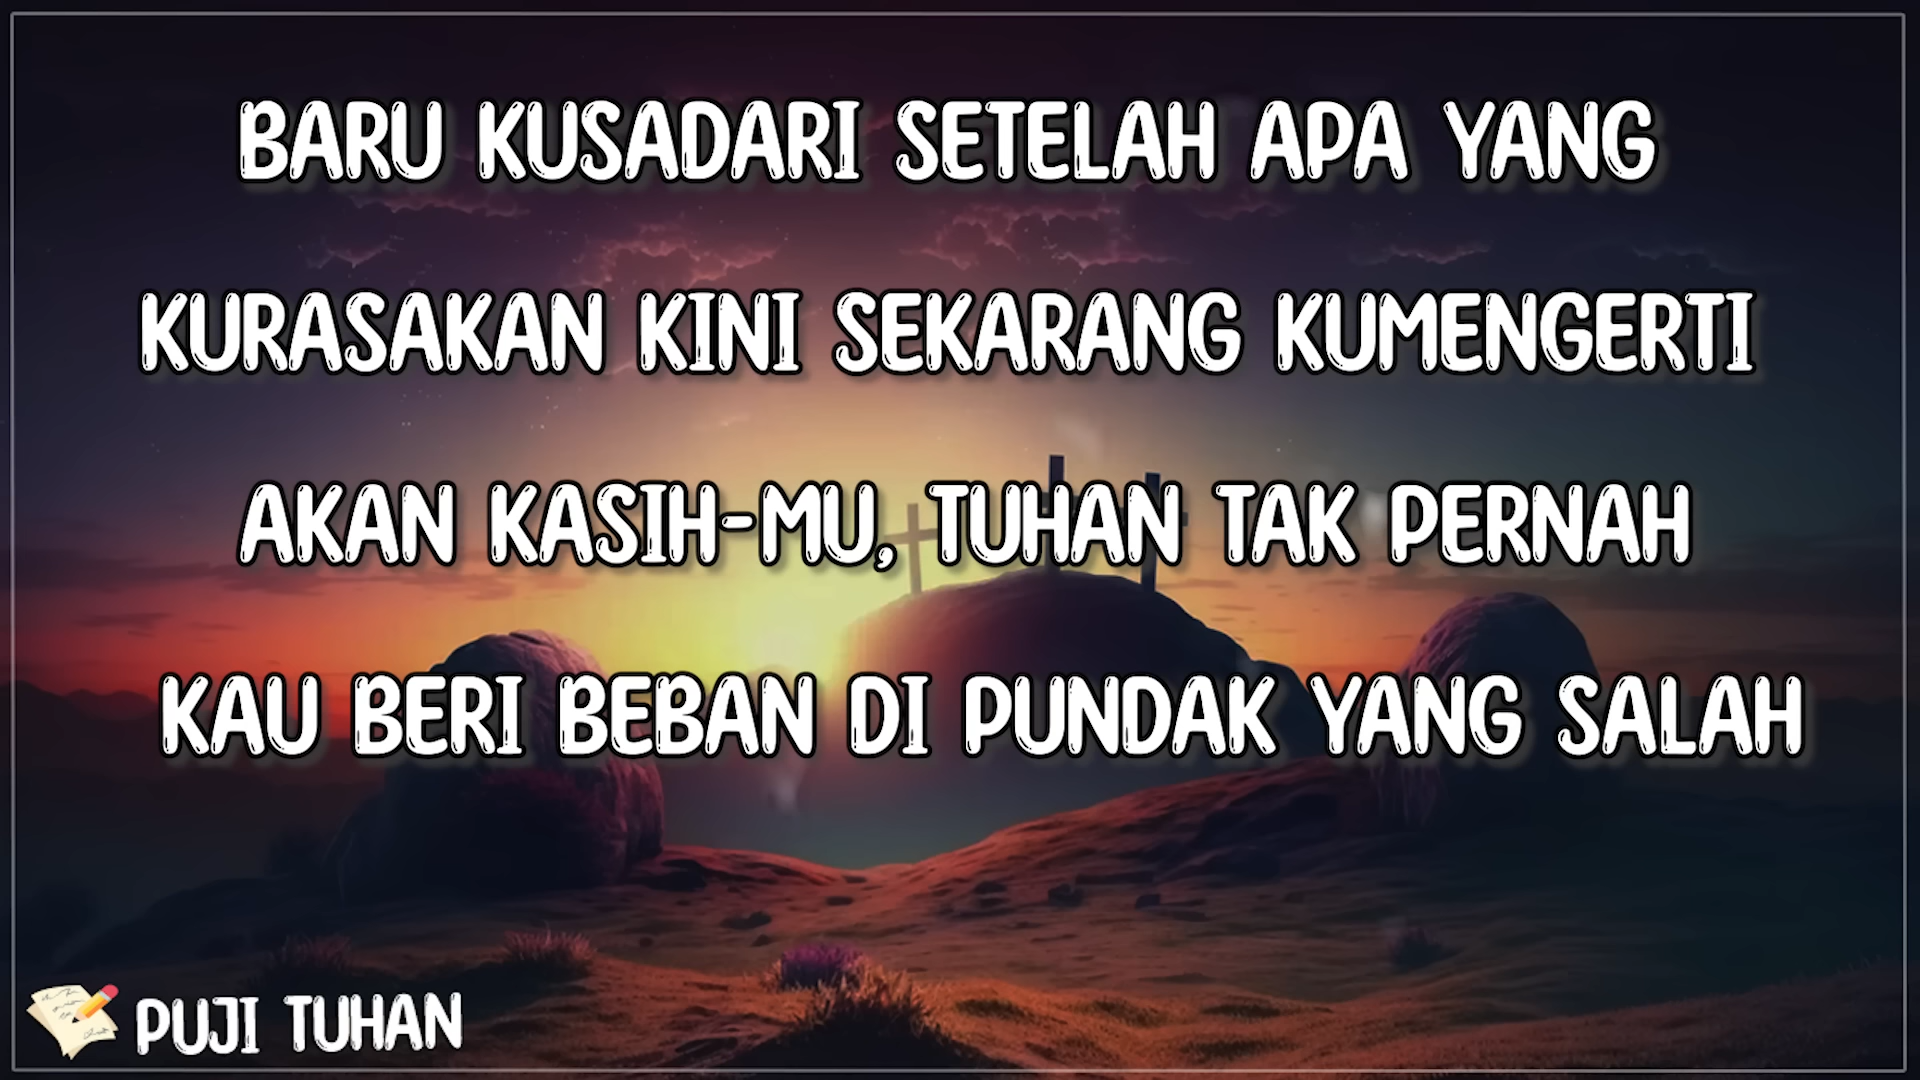 BARU KUSADARI SETELAH APA YANG
KURASAKAN KINI SEKARANG KUMENGERTI
AKAN KASIH-MU, TUHAN TAK PERNAH
KAU BERI BEBAN DI PUNDAK YANG SALAH
PUJI TUHAN